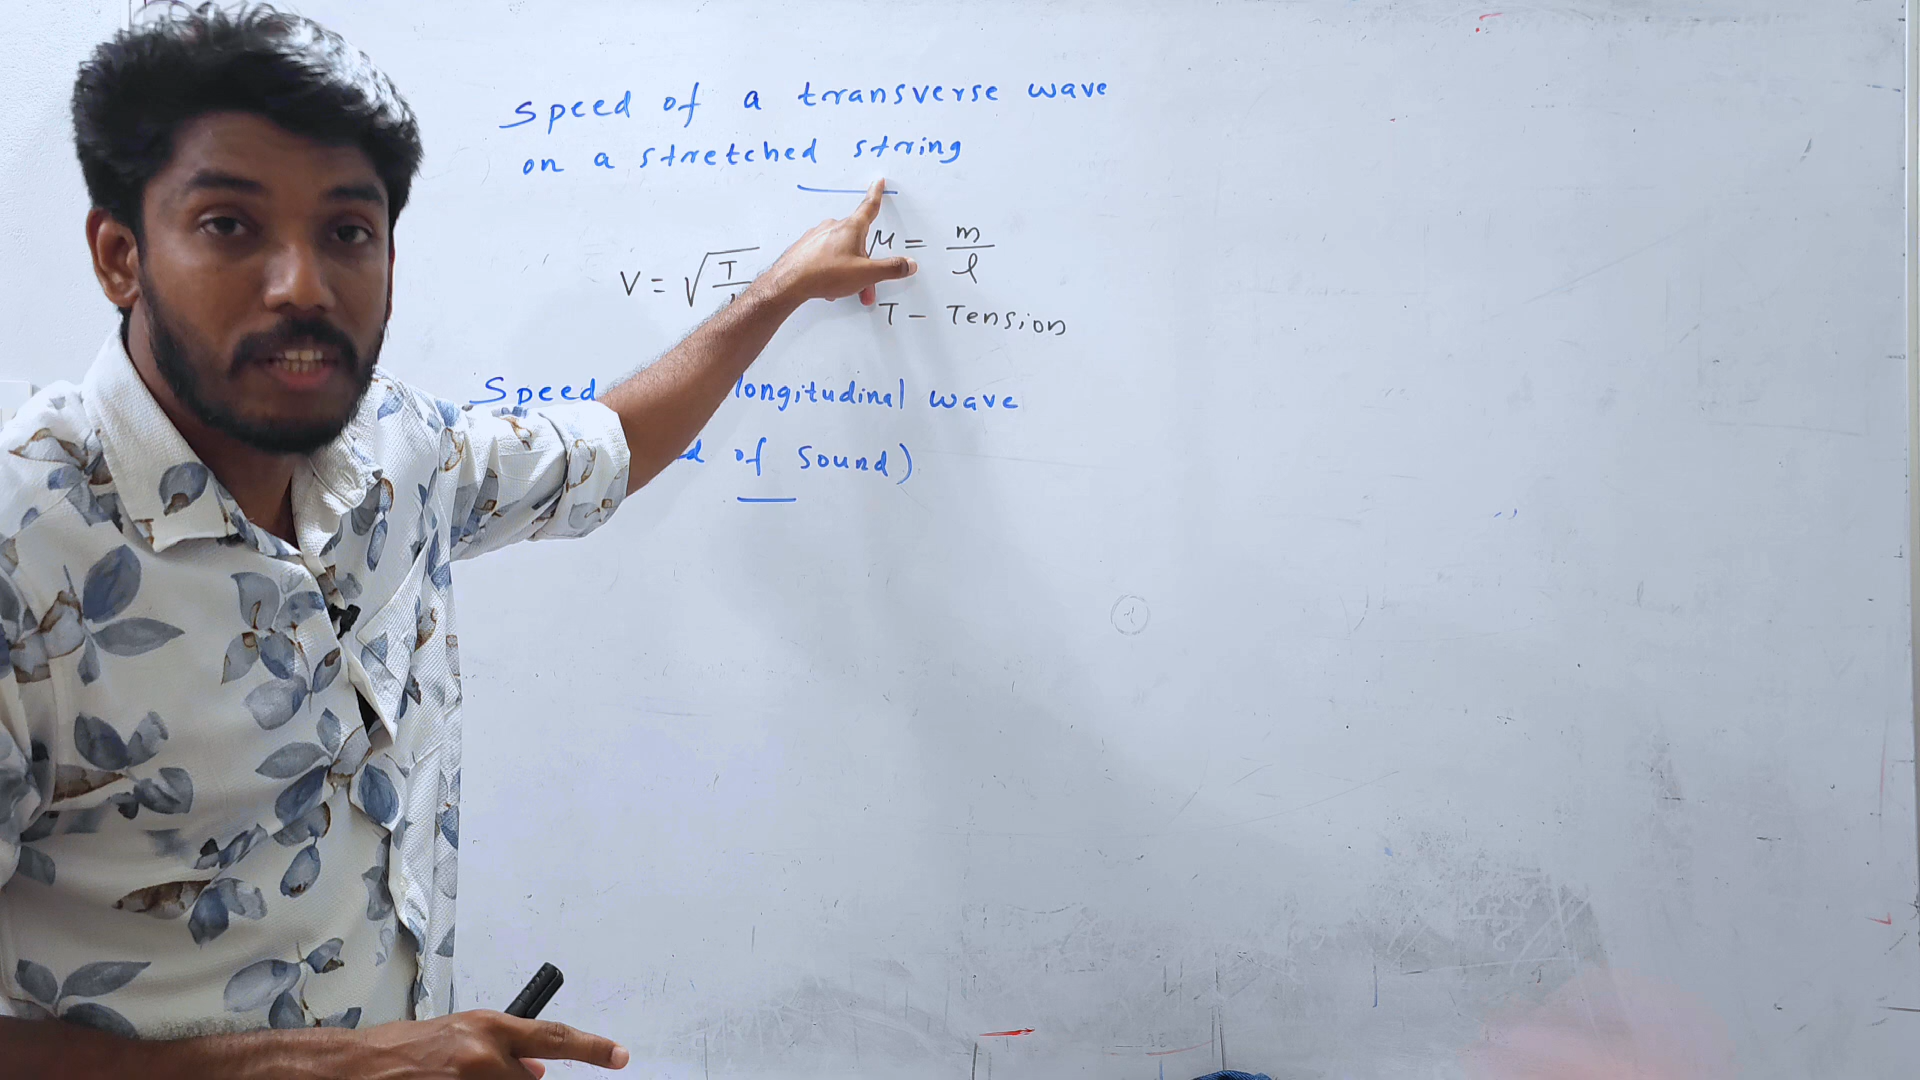 Speed of a transverse wave
on a stretched string
V = √T μ = m/l
T - Tension
Speed longitudinal wave
of sound)